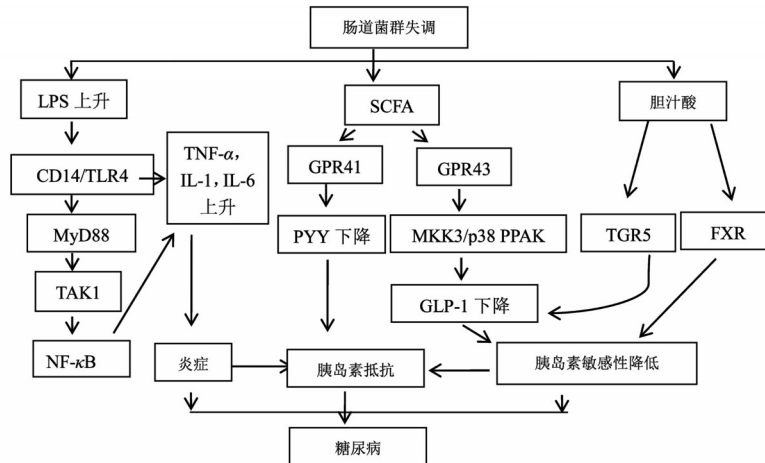 肠道菌群失调
LPS 上升
SCFA
胆汁酸
CD14/TLR4
TNF-α，
IL-1，IL-6
上升
GPR41
GPR43
MyD88
PYY 下降
MKK3/p38 PPAK
TGR5
FXR
TAK1
GLP-1 下降
NF-κB
炎症
胰岛素抵抗
胰岛素敏感性降低
糖尿病